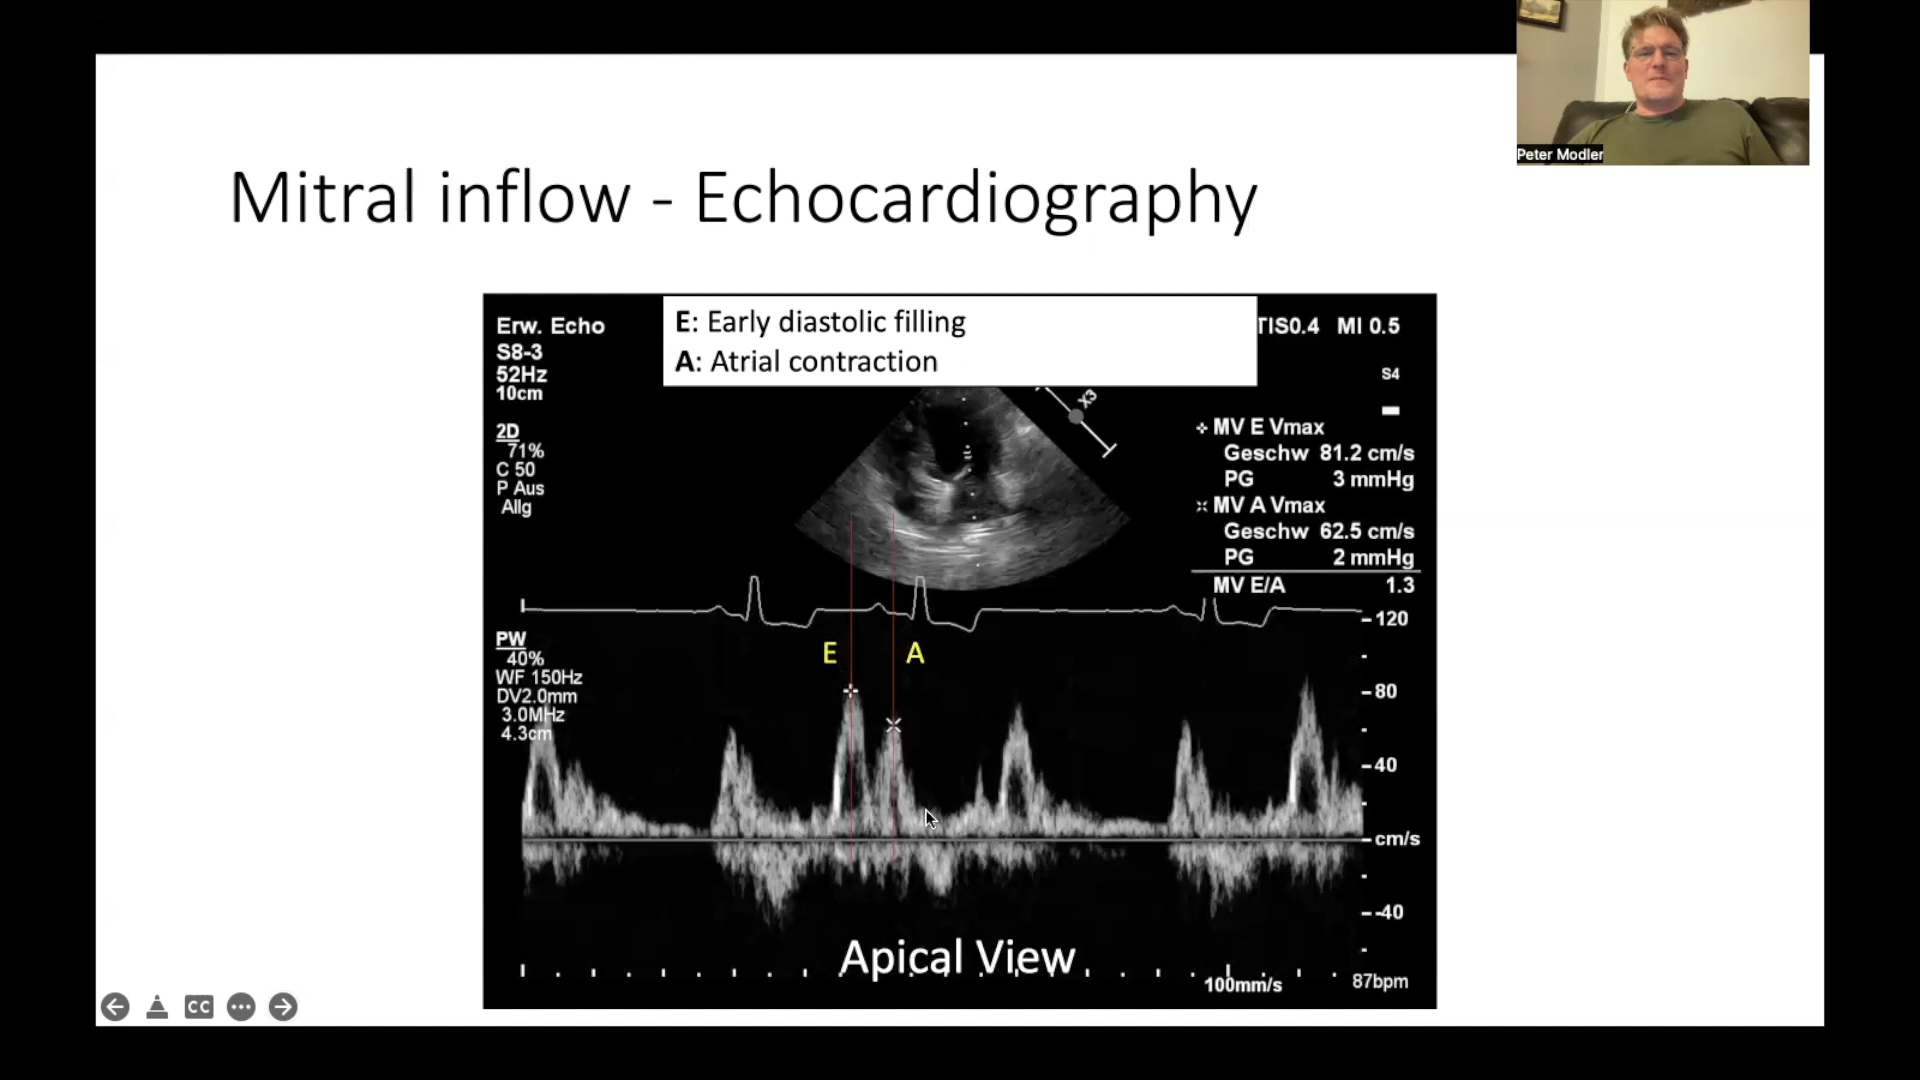 Peter Modler
Mitral inflow - Echocardiography
E: Early diastolic filling
A: Atrial contraction
Erw. Echo
S8-3
52Hz
10cm
2D
71%
C 50
P Aus
Allg
TIS0.4 MI 0.5
S4
X3
MV E Vmax
Geschw 81.2 cm/s
PG 3 mmHg
MV A Vmax
Geschw 62.5 cm/s
PG 2 mmHg
MV E/A 1.3
PW
40%
WF 150Hz
DV2.0mm
3.0MHz
4.3cm
E A
120
80
40
cm/s
-40
Apical View
100mm/s
87bpm
CC